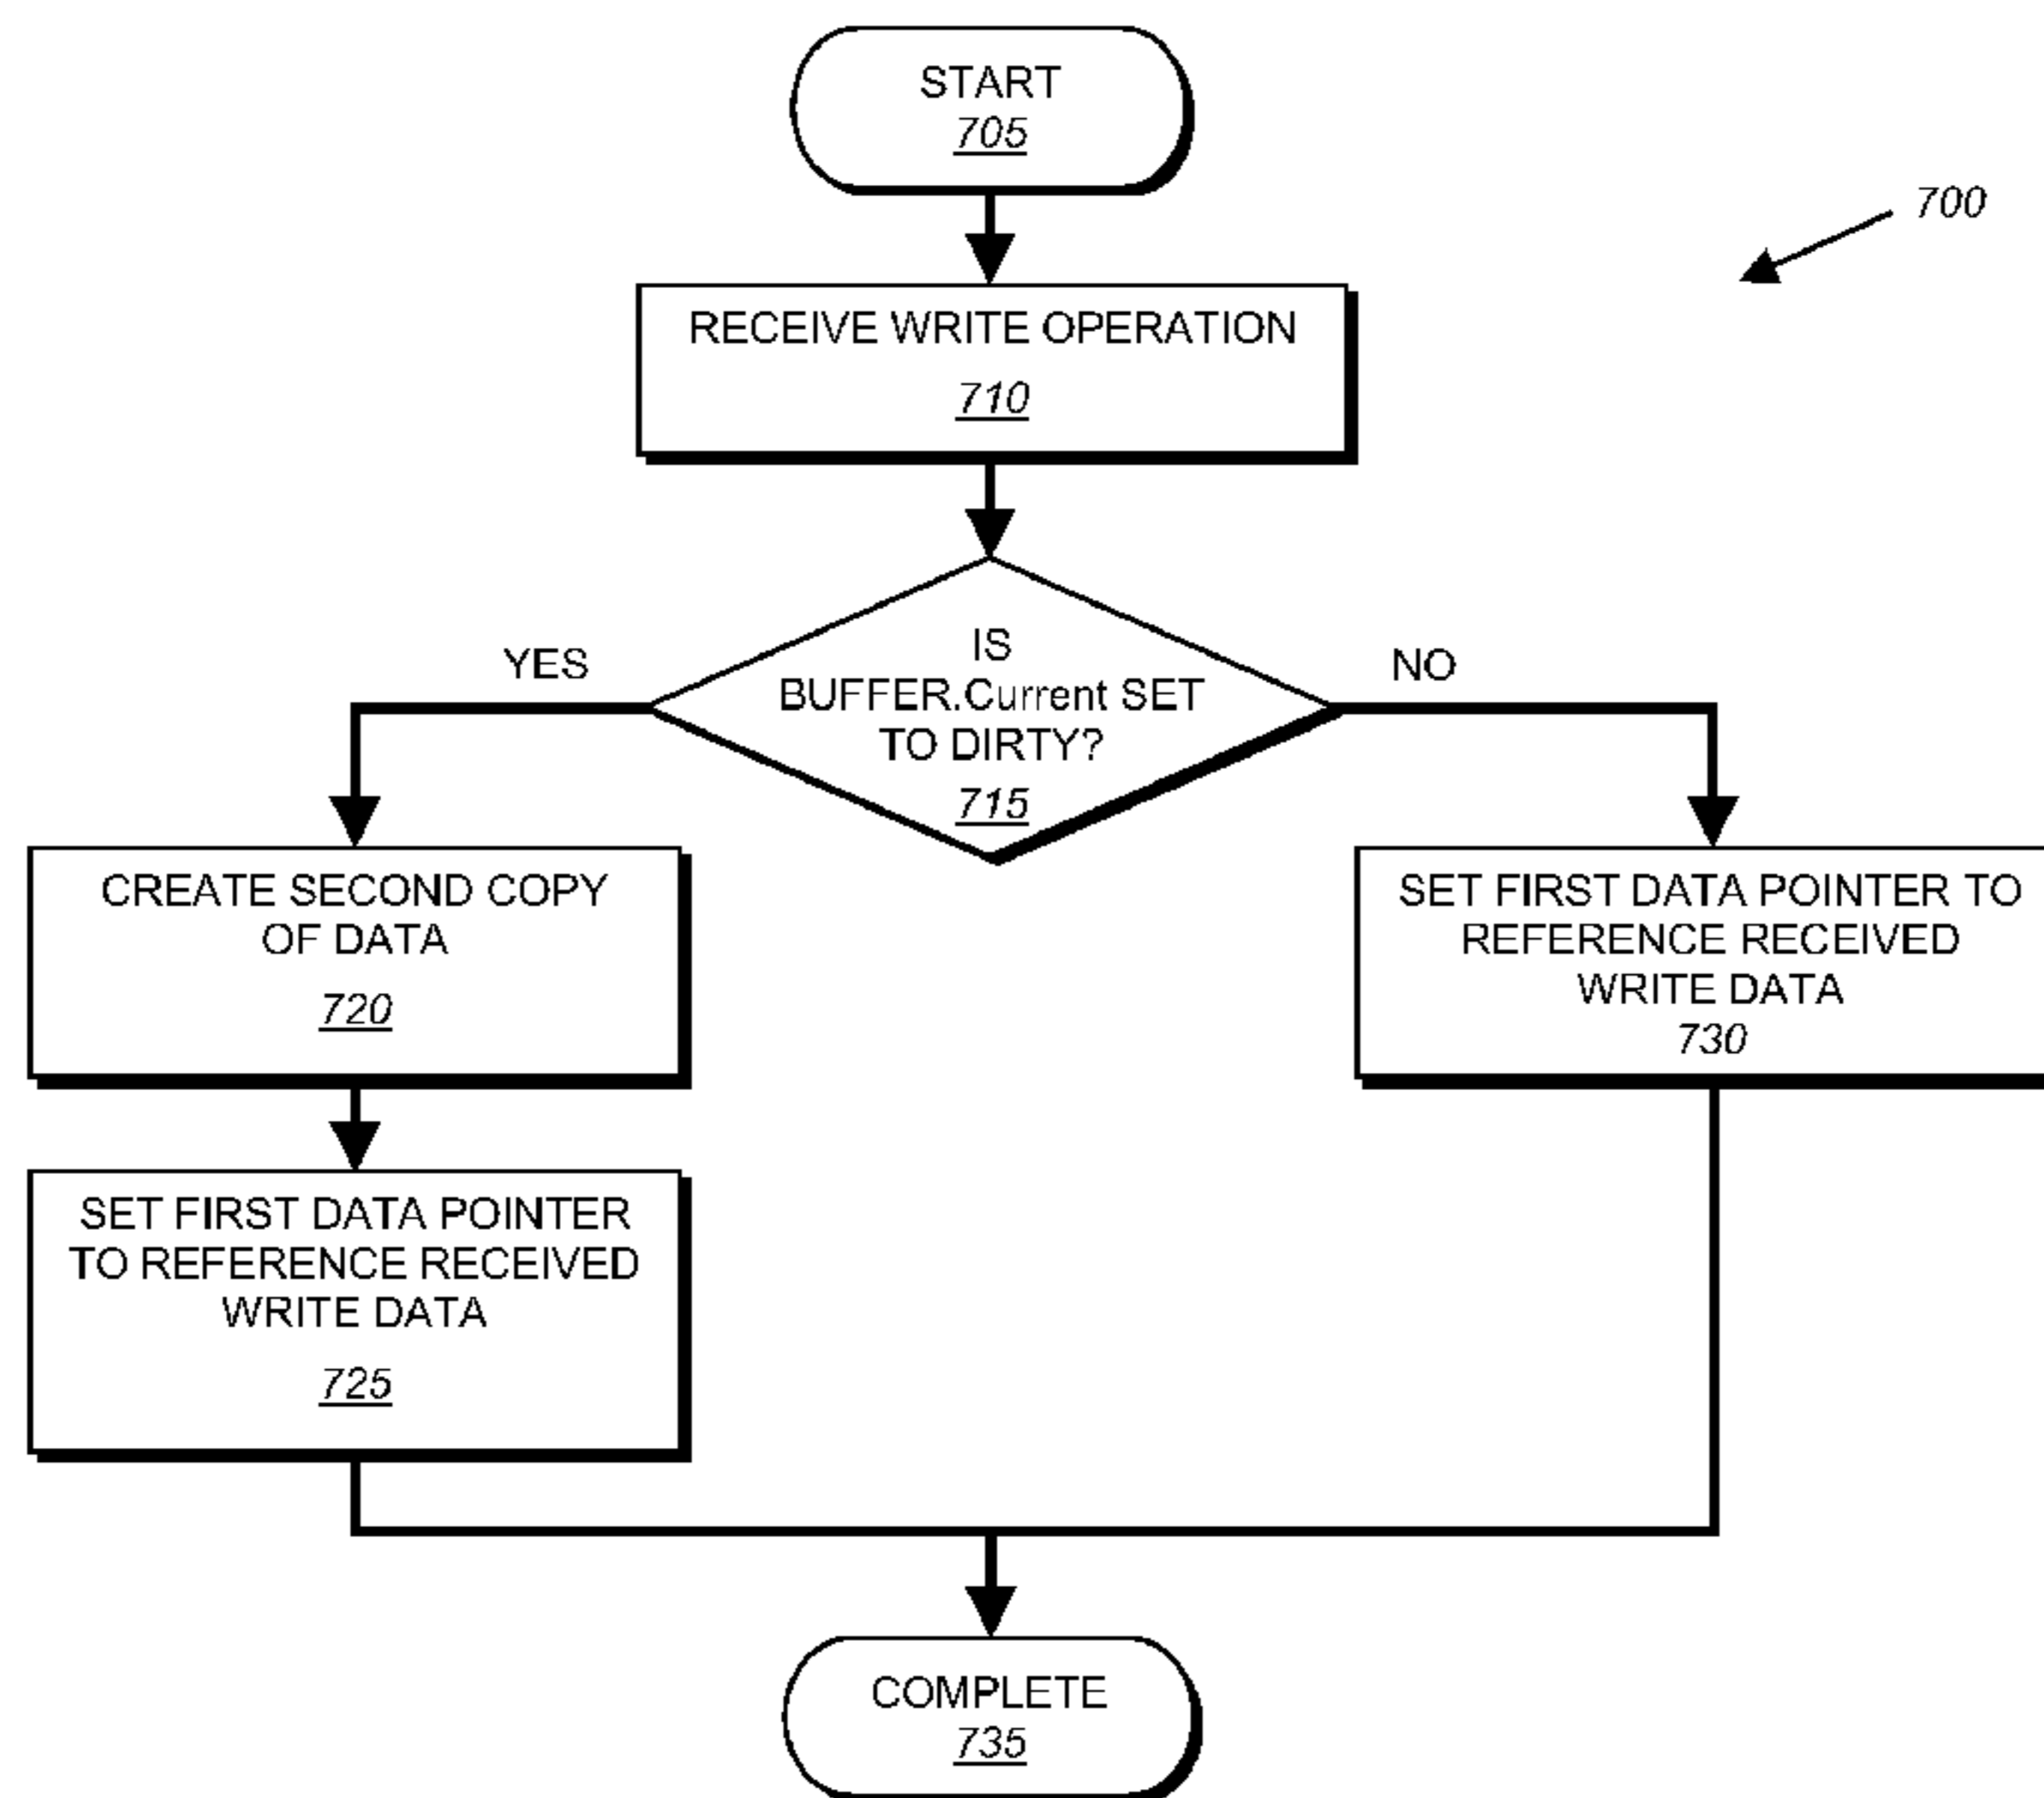 START
705
700
RECEIVE WRITE OPERATION
710
IS
BUFFER.Current SET
TO DIRTY?
715
YES
NO
CREATE SECOND COPY
OF DATA
720
SET FIRST DATA POINTER TO
REFERENCE RECEIVED
WRITE DATA
730
SET FIRST DATA POINTER
TO REFERENCE RECEIVED
WRITE DATA
725
COMPLETE
735